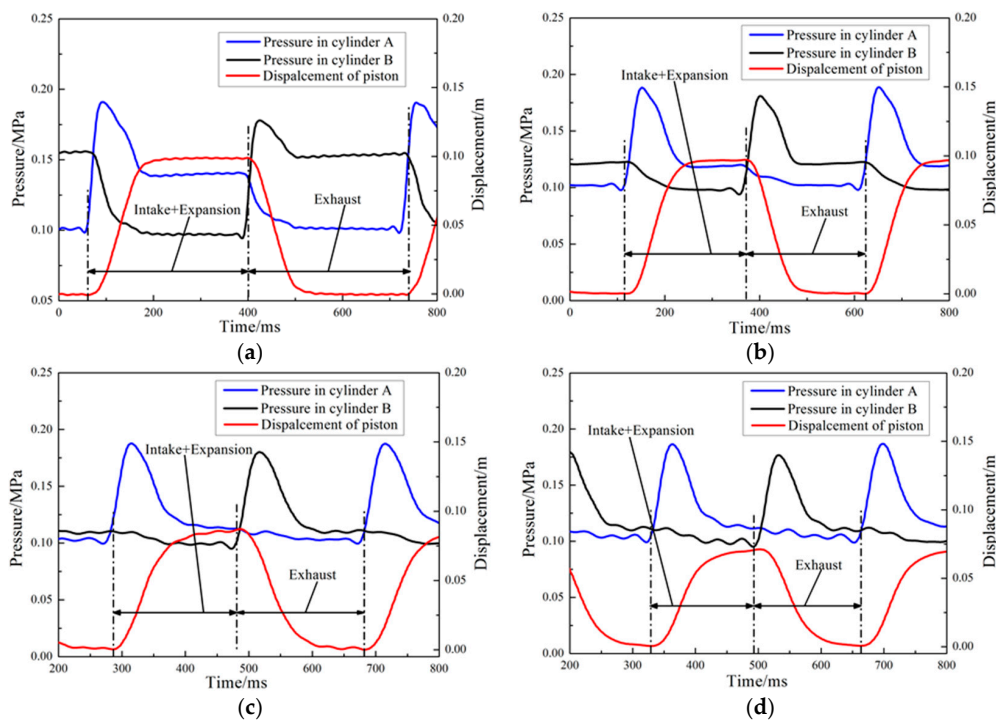 0.25
0.20
0.15
0.10
0.05
Pressure/MPa
Pressure in cylinder A
Pressure in cylinder B
Dispalcement of piston
Intake+Expansion
Exhaust
0.20
0.15
0.10
0.05
0.00
Displacement/m
0
200
400
600
800
Time/ms
(a)
0.25
0.20
0.15
0.10
0.05
0.00
Pressure/MPa
Pressure in cylinder A
Pressure in cylinder B
Dispalcement of piston
Intake+Expansion
Exhaust
0.20
0.15
0.10
0.05
0.00
Displacement/m
0
200
400
600
800
Time/ms
(b)
0.25
0.20
0.15
0.10
0.05
0.00
Pressure/MPa
Pressure in cylinder A
Pressure in cylinder B
Dispalcement of piston
Intake+Expansion
Exhaust
0.20
0.15
0.10
0.05
0.00
Displacement/m
200
300
400
500
600
700
800
Time/ms
(c)
0.25
0.20
0.15
0.10
0.05
0.00
Pressure/MPa
Pressure in cylinder A
Pressure in cylinder B
Dispalcement of piston
Intake+Expansion
Exhaust
0.20
0.15
0.10
0.05
0.00
Displacement/m
200
300
400
500
600
700
800
Time/ms
(d)